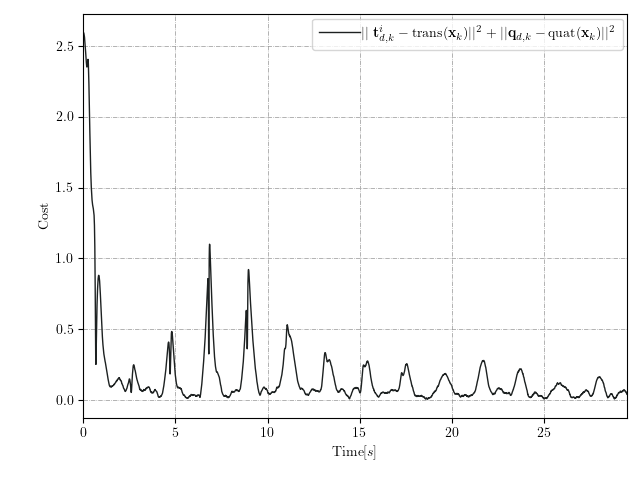 || t^i_{d,k} − trans(x_k)||² + ||q_{d,k} − quat(x_k)||²
2.5
2.0
1.5
1.0
0.5
0.0
Cost
0 5 10 15 20 25
Time[s]